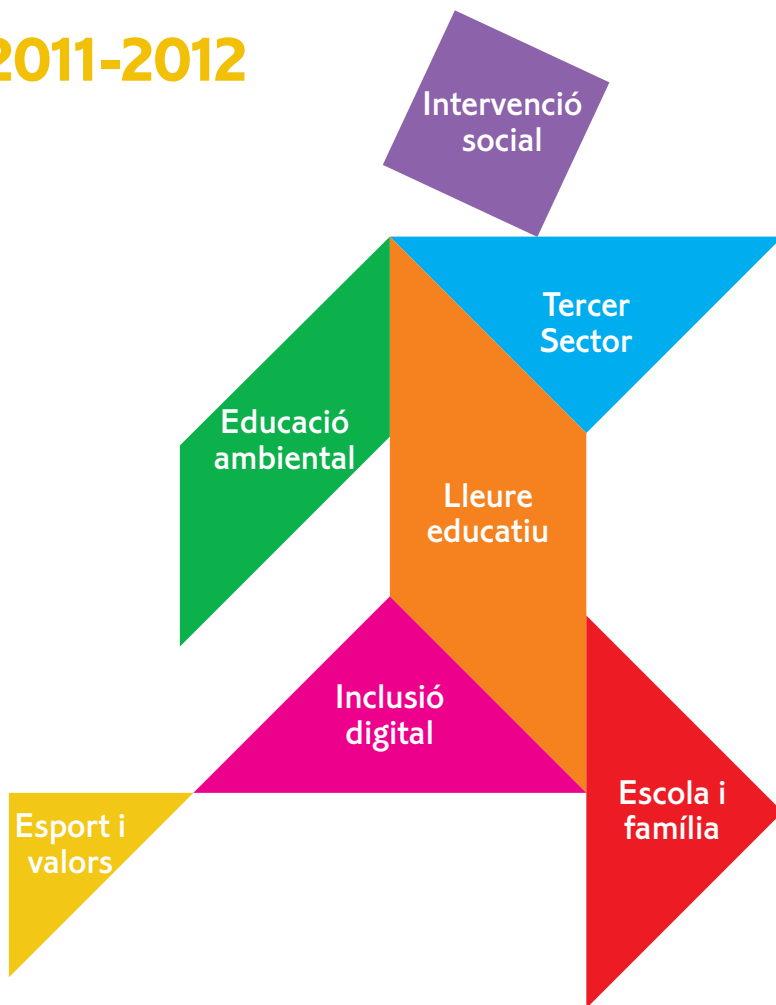 2011-2012
Intervenció
social
Tercer
Sector
Educació
ambiental
Lleure
educatiu
Inclusió
digital
Escola i
família
Esport i
valors